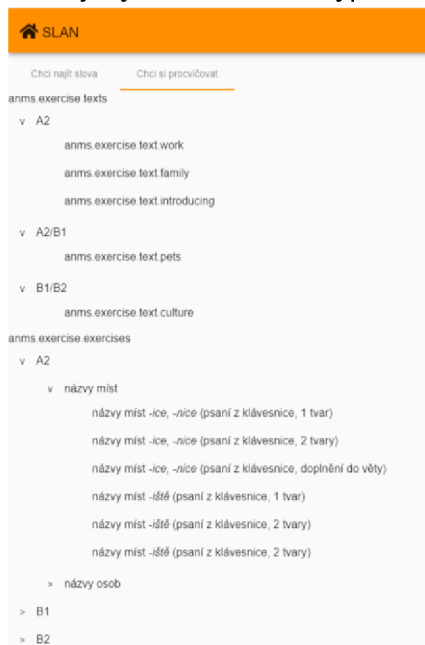 SLAN
Chci najít slova Chci si procvičovat
anms.exercise.texts
v A2
anms.exercise.text.work
anms.exercise.text.family
anms.exercise.text.introducing
v A2/B1
anms.exercise.text.pets
v B1/B2
anms.exercise.text.culture
anms.exercise.exercises
v A2
v názvy míst
názvy míst -ice, -nice (psaní z klávesnice, 1 tvar)
názvy míst -ice, -nice (psaní z klávesnice, 2 tvary)
názvy míst -ice, -nice (psaní z klávesnice, doplnění do věty)
názvy míst -iště (psaní z klávesnice, 1 tvar)
názvy míst -iště (psaní z klávesnice, 2 tvary)
názvy míst -iště (psaní z klávesnice, 2 tvary)
> názvy osob
> B1
> B2